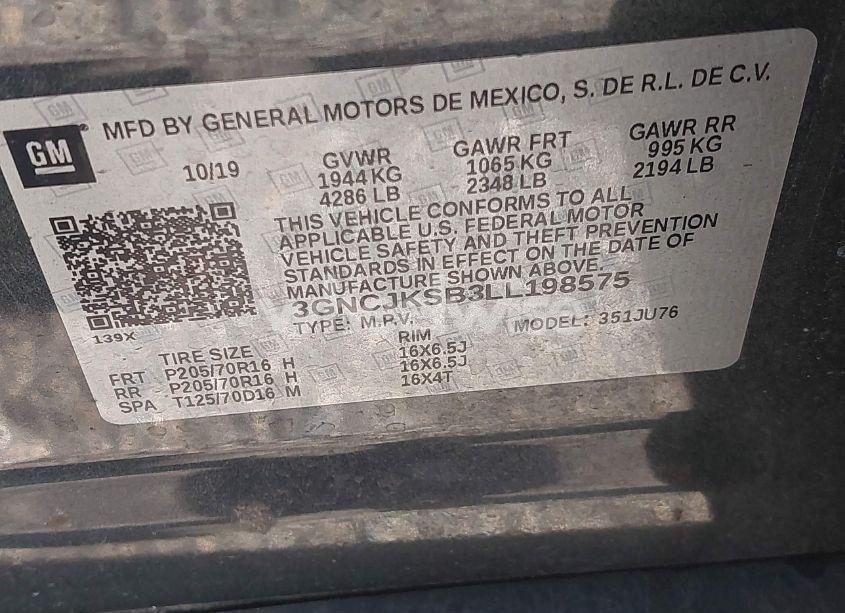 GM
MFD BY GENERAL MOTORS DE MEXICO, S. DE R.L. DE C.V.
10/19
GVWR
1944 KG
4286 LB
GAWR FRT
1065 KG
2348 LB
GAWR RR
995 KG
2194 LB
THIS VEHICLE CONFORMS TO ALL
APPLICABLE U.S. FEDERAL MOTOR
VEHICLE SAFETY AND THEFT PREVENTION
STANDARDS IN EFFECT ON THE DATE OF
MANUFACTURE SHOWN ABOVE.
3GNCJKSB3LL198575
TYPE: M.P.V. MODEL: 351JU76
139X
TIRE SIZE RIM
FRT P205/70R16 H 16X6.5J
RR P205/70R16 H 16X6.5J
SPA T125/70D16 M 16X4T